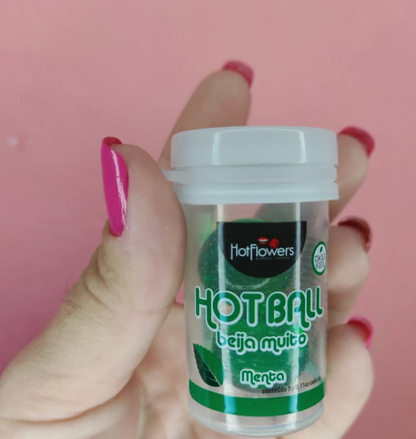 HotFlowers
HOT BALL
beija muito
Menta